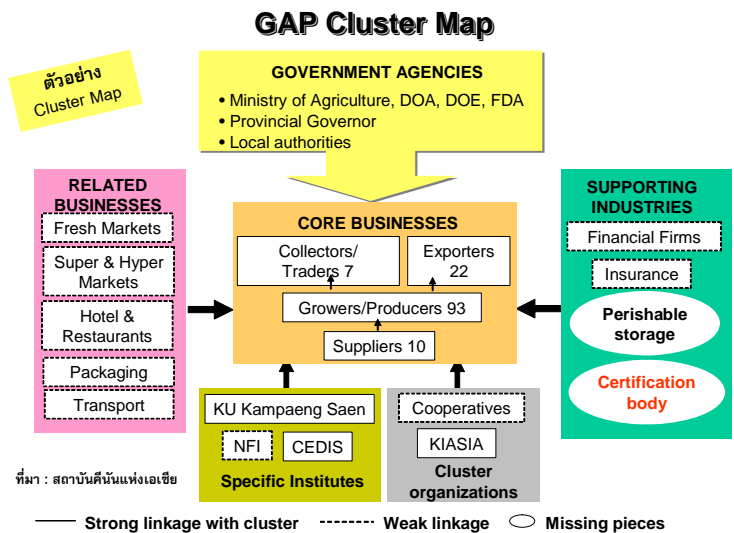 GAP Cluster Map
ตัวอย่าง
Cluster Map
GOVERNMENT AGENCIES
• Ministry of Agriculture, DOA, DOE, FDA
• Provincial Governor
• Local authorities
RELATED
BUSINESSES
Fresh Markets
Super & Hyper
Markets
Hotel &
Restaurants
Packaging
Transport
CORE BUSINESSES
Collectors/
Traders 7
Exporters
22
Growers/Producers 93
Suppliers 10
SUPPORTING
INDUSTRIES
Financial Firms
Insurance
Perishable
storage
Certification
body
KU Kampaeng Saen
NFI
CEDIS
Specific Institutes
Cooperatives
KIASIA
Cluster
organizations
ที่มา : สถาบันคีนันแห่งเอเซีย
Strong linkage with cluster
Weak linkage
Missing pieces